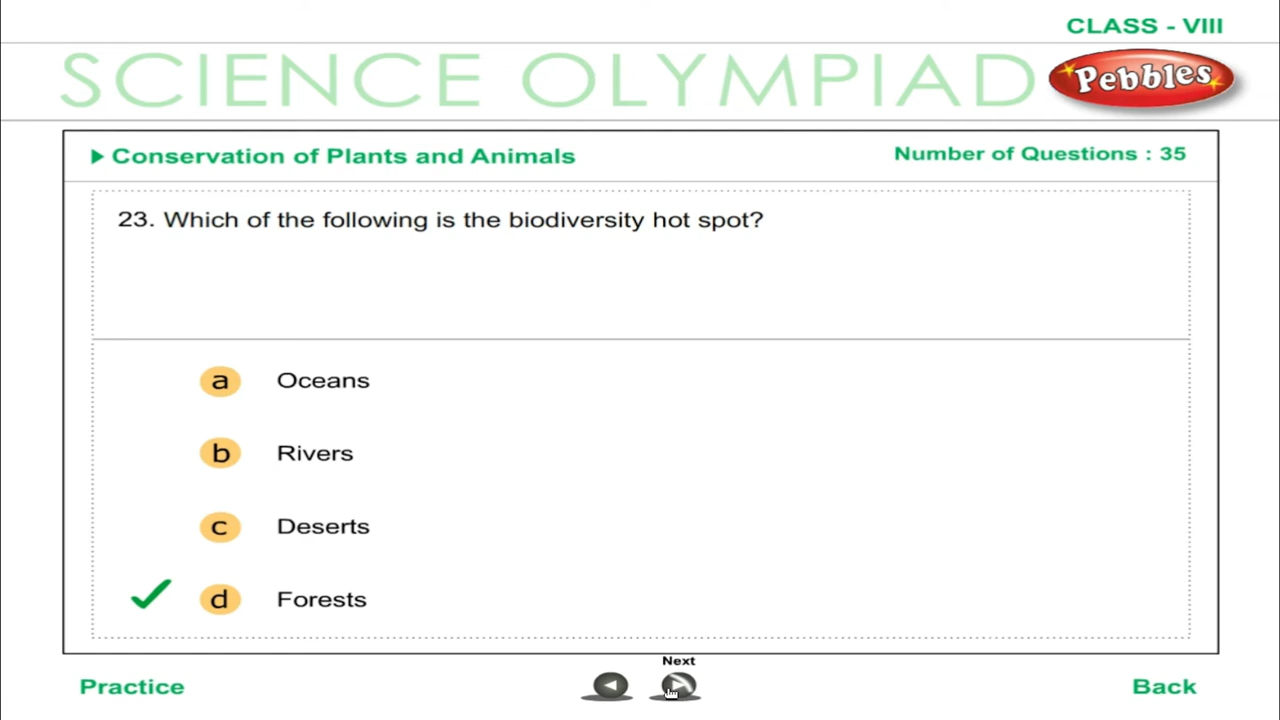 CLASS - VIII
SCIENCE OLYMPIAD
Pebbles
Conservation of Plants and Animals
Number of Questions : 35
23. Which of the following is the biodiversity hot spot?
a Oceans
b Rivers
c Deserts
d Forests
Next
Practice
Back